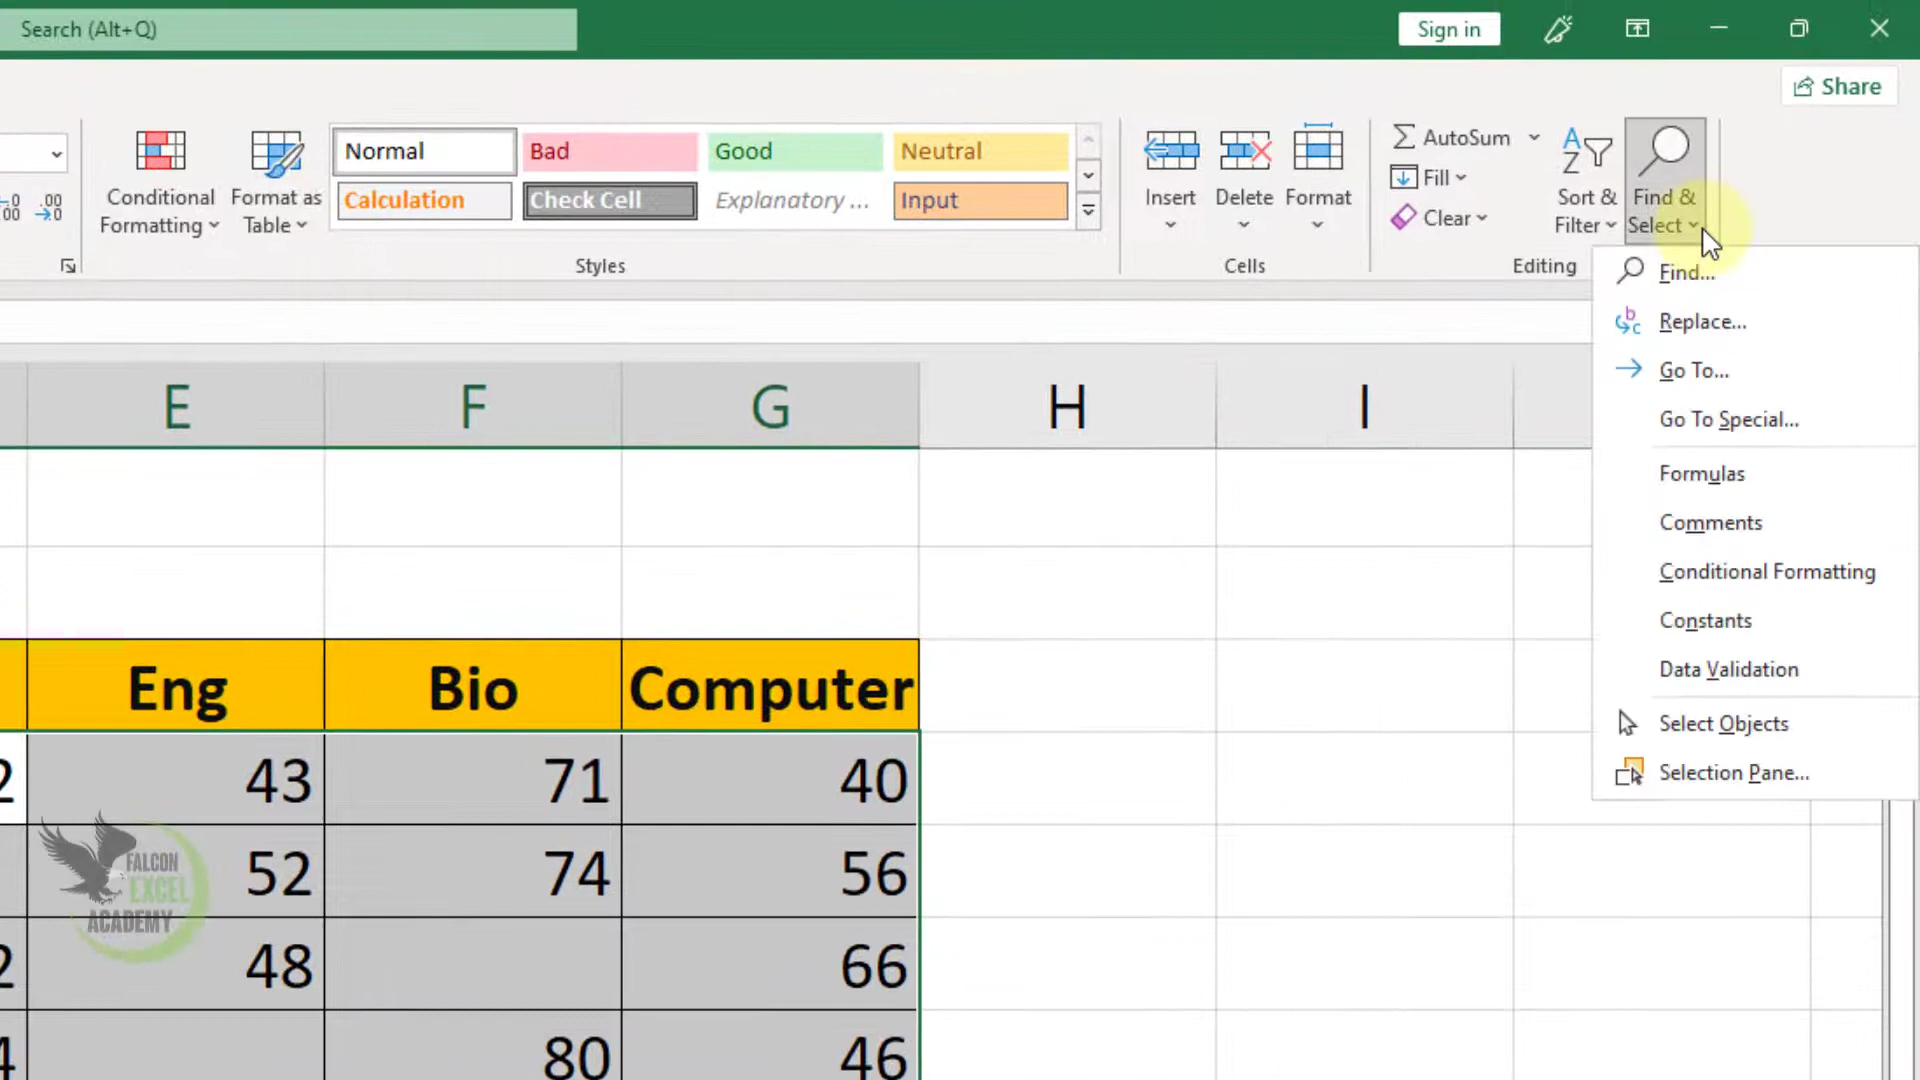 Search (Alt+Q)
Sign in
Share
Conditional
Formatting
Format as
Table
Normal
Bad
Good
Neutral
Calculation
Check Cell
Explanatory ...
Input
Styles
Insert
Delete
Format
Cells
AutoSum
Fill
Clear
Sort &
Filter
Find &
Select
Editing
Find...
Replace...
Go To...
Go To Special...
Formulas
Comments
Conditional Formatting
Constants
Data Validation
Select Objects
Selection Pane...
E F G H I
Eng Bio Computer
2 43 71 40
52 74 56
2 48 66
4 80 46
FALCON
EXCEL
ACADEMY